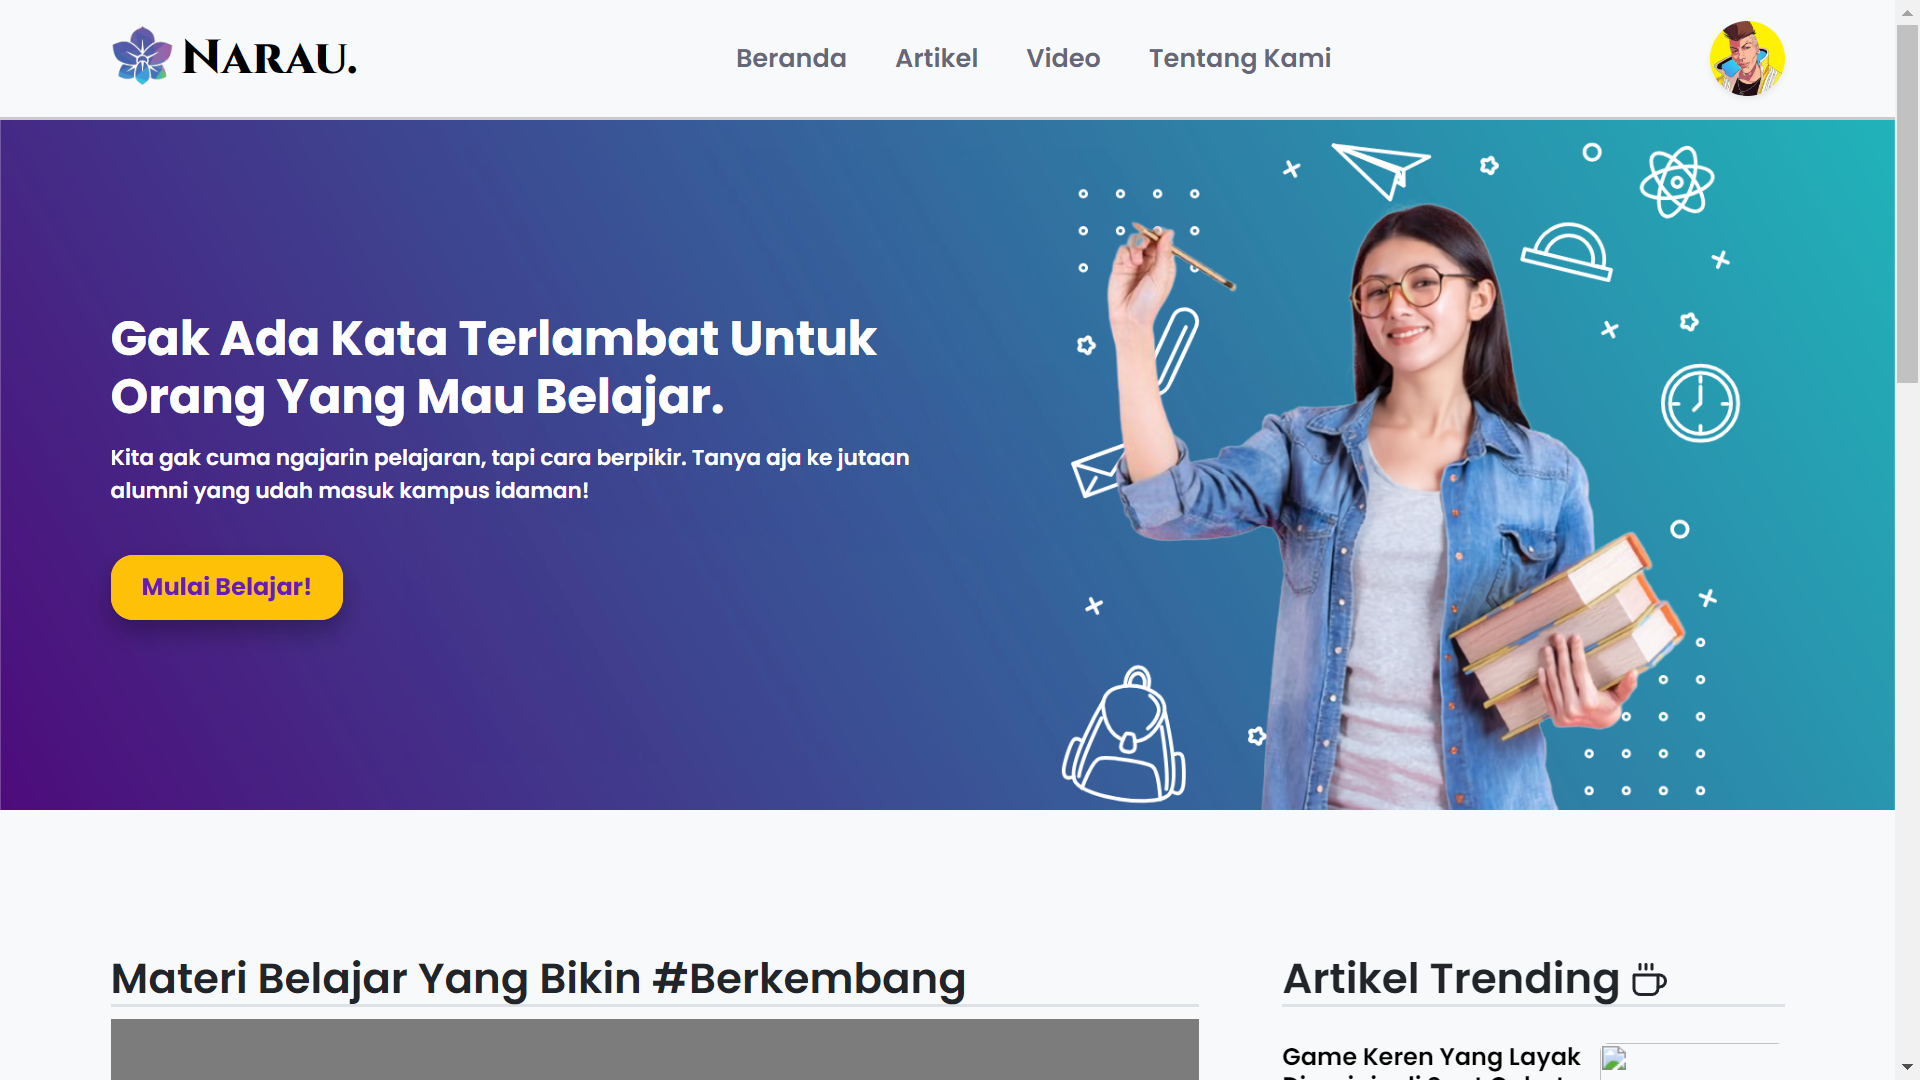 Narau.
Beranda Artikel Video Tentang Kami
Gak Ada Kata Terlambat Untuk
Orang Yang Mau Belajar.
Kita gak cuma ngajarin pelajaran, tapi cara berpikir. Tanya aja ke jutaan
alumni yang udah masuk kampus idaman!
Mulai Belajar!
Materi Belajar Yang Bikin #Berkembang
Artikel Trending
Game Keren Yang Layak